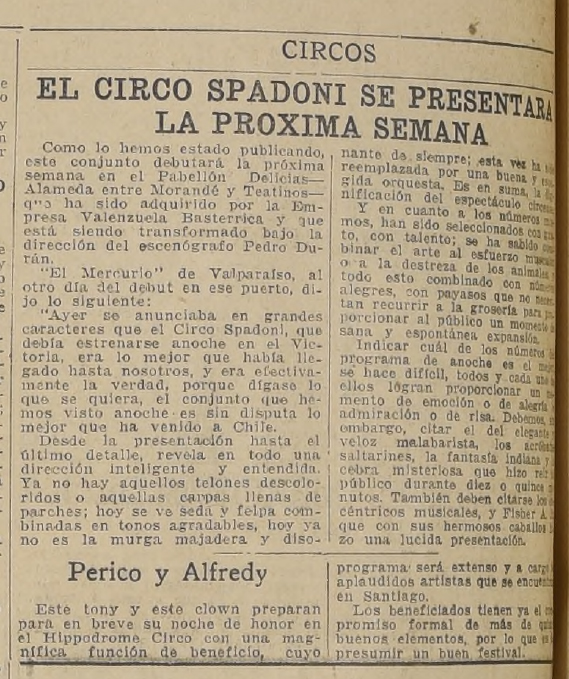 CIRCOS
EL CIRCO SPADONI SE PRESENTARA
LA PROXIMA SEMANA
Como lo hemos estado publicando,
este conjunto debutará la próxima
semana en el Pabellón Delicias—
Alameda entre Morandé y Teatinos—
que ha sido adquirido por la Em-
presa Valenzuela Basterrica y que
está siendo transformado bajo la
dirección del escenógrafo Pedro Du-
rán.
"El Mercurio" de Valparaíso, al
otro día del debut en ese puerto, di-
jo lo siguiente:
"Ayer se anunciaba en grandes
caracteres que el Circo Spadoni, que
debía estrenarse anoche en el Vic-
toria, era lo mejor que había lle-
gado hasta nosotros, y era efectiva-
mente la verdad, porque dígase lo
que se quiera, el conjunto que he-
mos visto anoche es sin disputa lo
mejor que ha venido a Chile.
Desde la presentación hasta el
último detalle, revela en todo una
dirección inteligente y entendida.
Ya no hay aquellos telones descolo-
ridos o aquellas carpas llenas de
parches; hoy se ve seda y felpa com-
binadas en tonos agradables, hoy ya
no es la murga majadera y diso-
nante de siempre; esta vez ha
reemplazada por una buena y
gida orquesta. Es en suma, la
nificación del espectáculo
Y en cuanto a los números
mos, han sido seleccionados con
to, con talento; se ha sabido
binar el arte al esfuerzo
o a la destreza de los animales
todo esto combinado con
alegres, con payasos que no
tan recurrir a la grosería para
porcionar al público un momento de
sana y espontánea expansión.
Indicar cuál de los números
programa de anoche es el
se hace difícil, todos y cada
ellos logran proporcionar un
mento de emoción o de alegría
admiración o de risa. Debemos,
embargo, citar el del elegante
veloz malabarista, los
saltarines, la fantasía indiana y
cebra misteriosa que hizo
público durante diez o quince
nutos. También deben citarse los
céntricos musicales, y Fisher A.
que con sus hermosos caballos
zo una lucida presentación.
Perico y Alfredy
Este tony y este clown preparan
para en breve su noche de honor en
el Hippodrome Circo con una mag-
nífica función de beneficio, cuyo
programa será extenso y a cargo
aplaudidos artistas que se
en Santiago.
Los beneficiados tienen ya el
promiso formal de más de
buenos elementos, por lo que
presumir un buen festival.